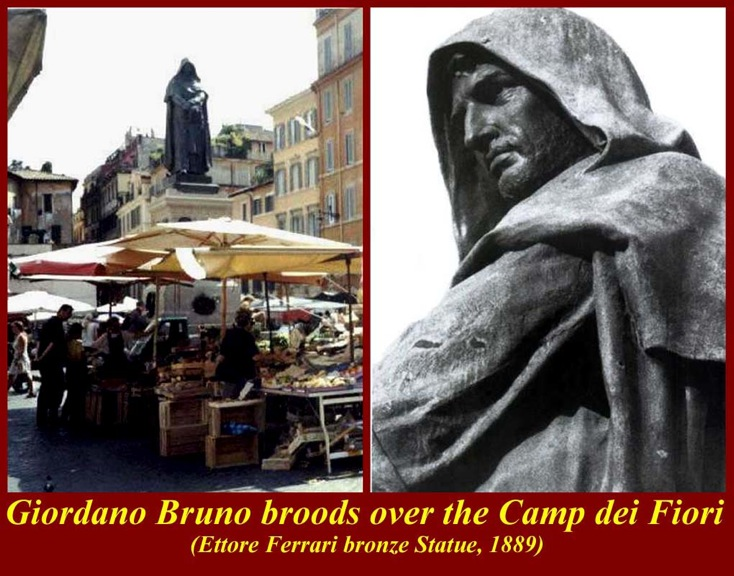 Giordano Bruno broods over the Camp dei Fiori
(Ettore Ferrari bronze Statue, 1889)